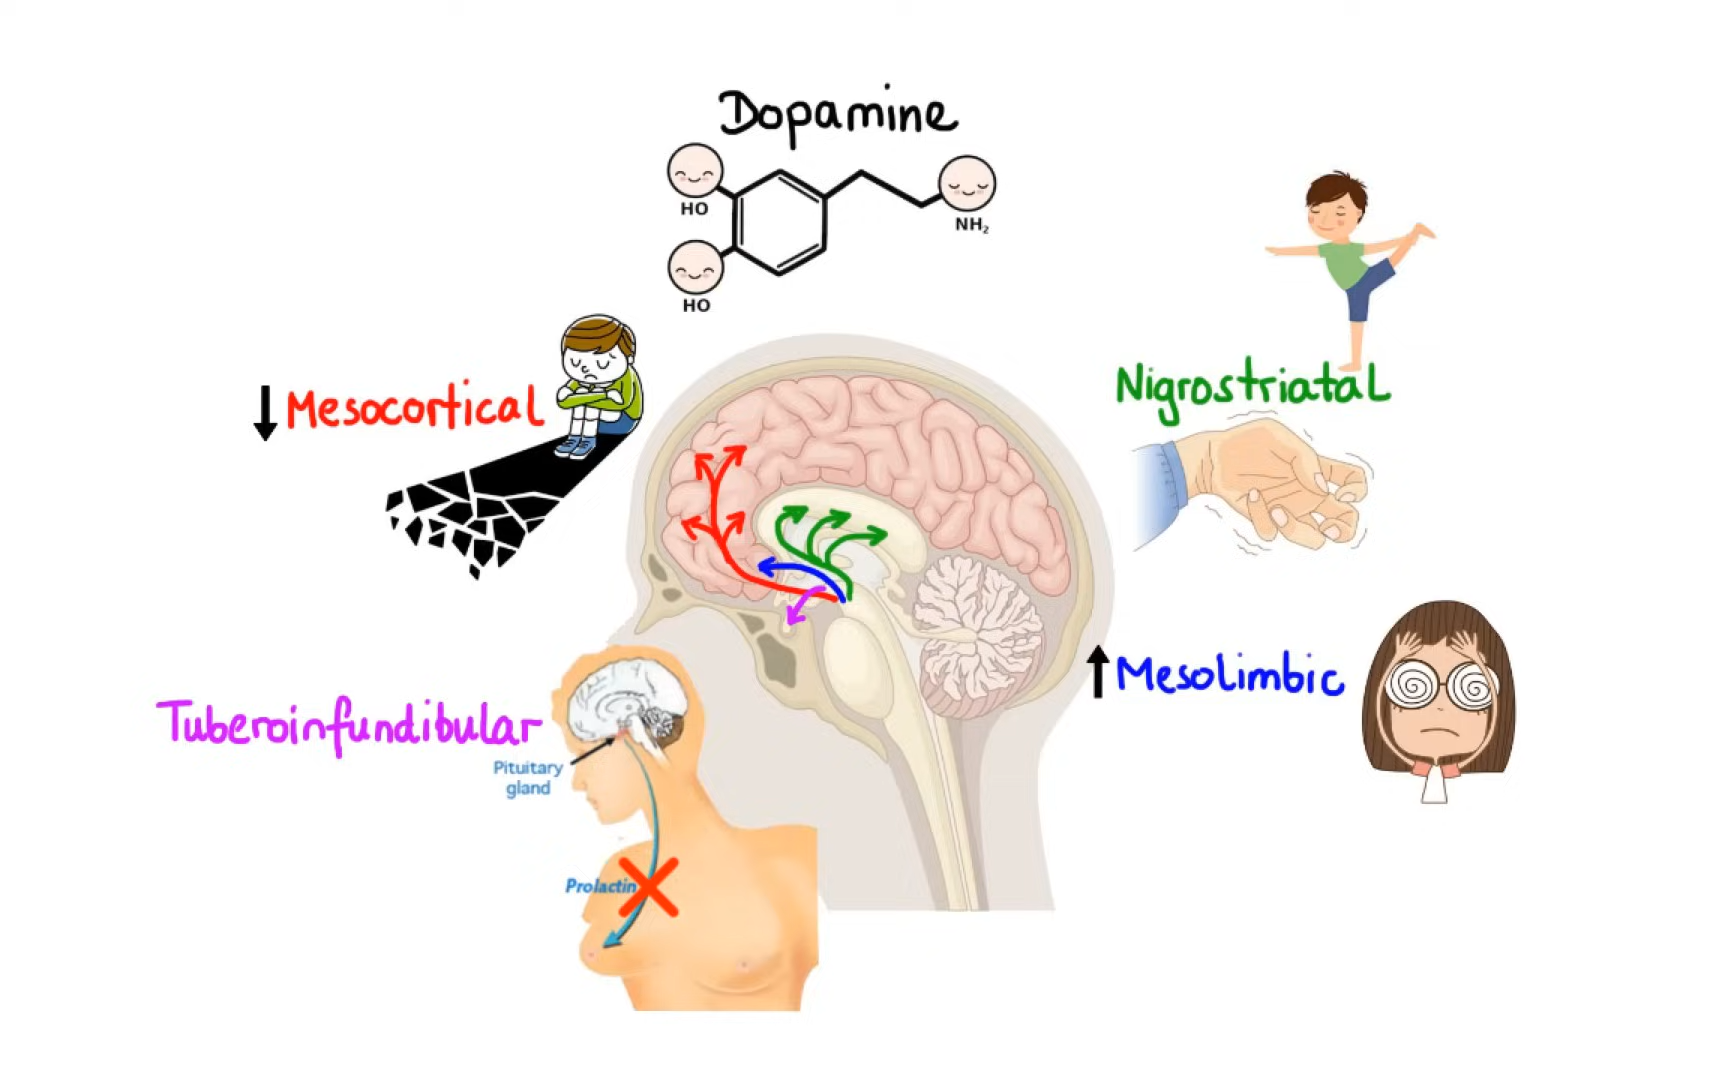 Dopamine
HO
NH₂
HO
↓ Mesocortical
Nigrostriatal
↑ Mesolimbic
Tuberoinfundibular
Pituitary
gland
Prolactin